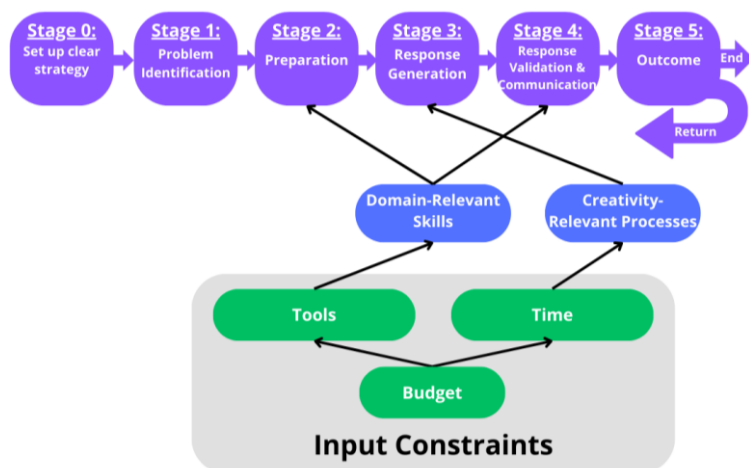 Stage 0:
Set up clear
strategy
Stage 1:
Problem
Identification
Stage 2:
Preparation
Stage 3:
Response
Generation
Stage 4:
Response
Validation &
Communication
Stage 5:
Outcome
End
Return
Domain-Relevant
Skills
Creativity-
Relevant Processes
Tools
Time
Budget
Input Constraints